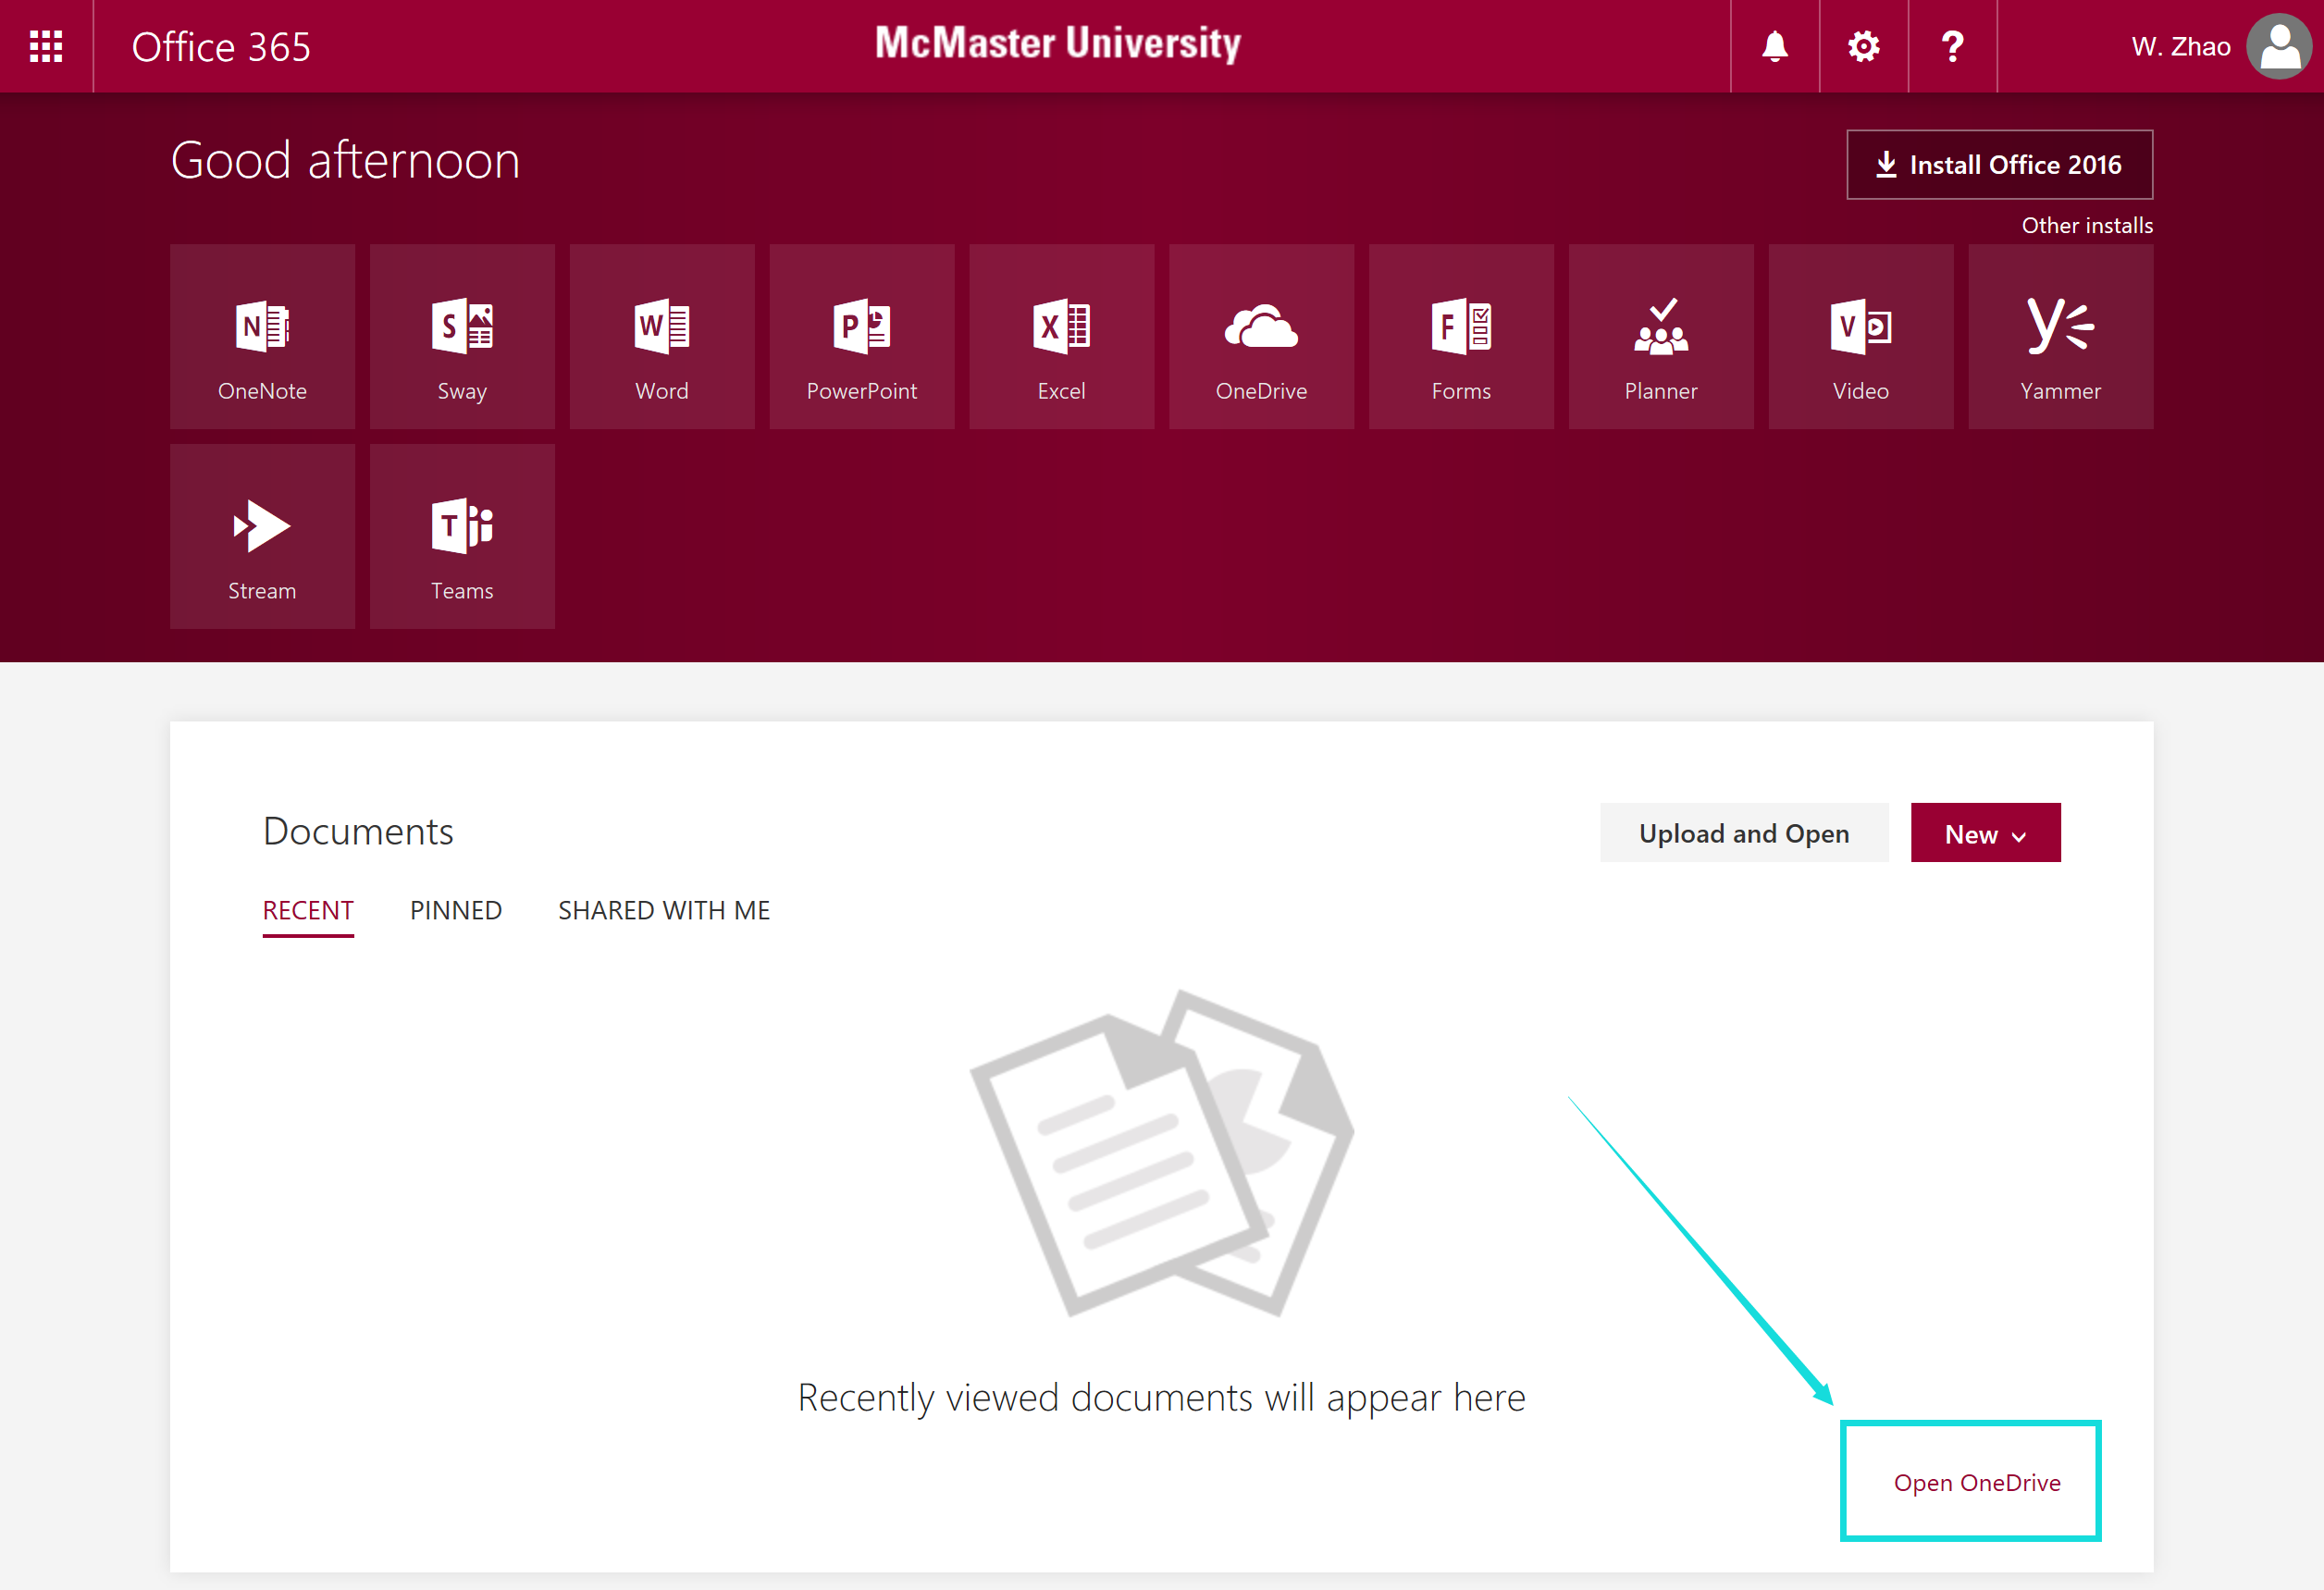 Office 365
McMaster University
? W. Zhao
Good afternoon
Install Office 2016
Other installs
N S W P X F V
OneNote Sway Word PowerPoint Excel OneDrive Forms Planner Video Yammer
T
Stream Teams
Documents
Upload and Open New
RECENT PINNED SHARED WITH ME
Recently viewed documents will appear here
Open OneDrive